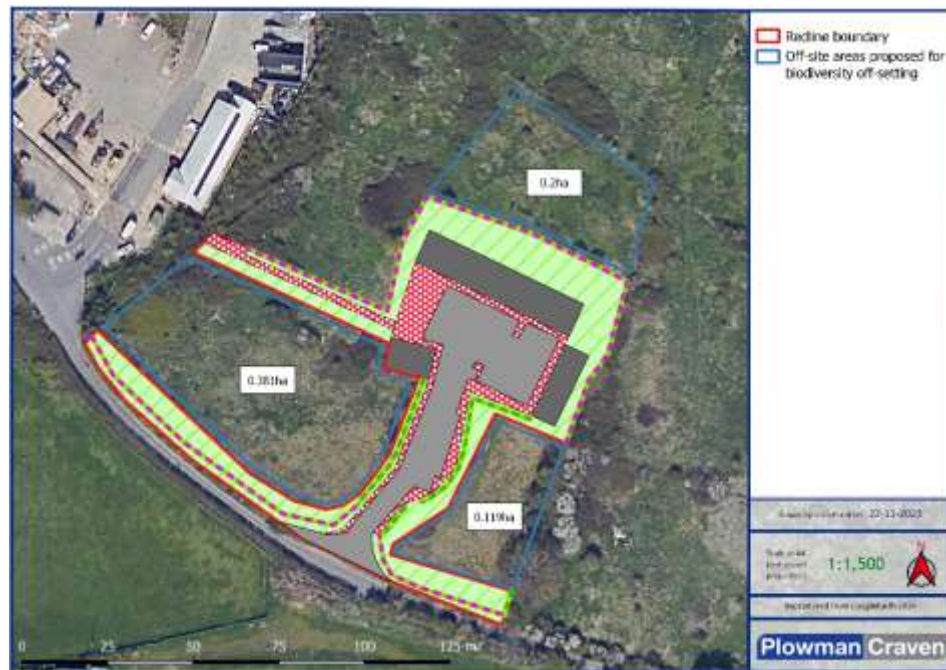 Redline boundary
Off-site areas proposed for
biodiversity off-setting
0.2ha
0.381ha
0.119ha
1:1,500
N
0 25 50 75 100 125 m
Plowman Craven